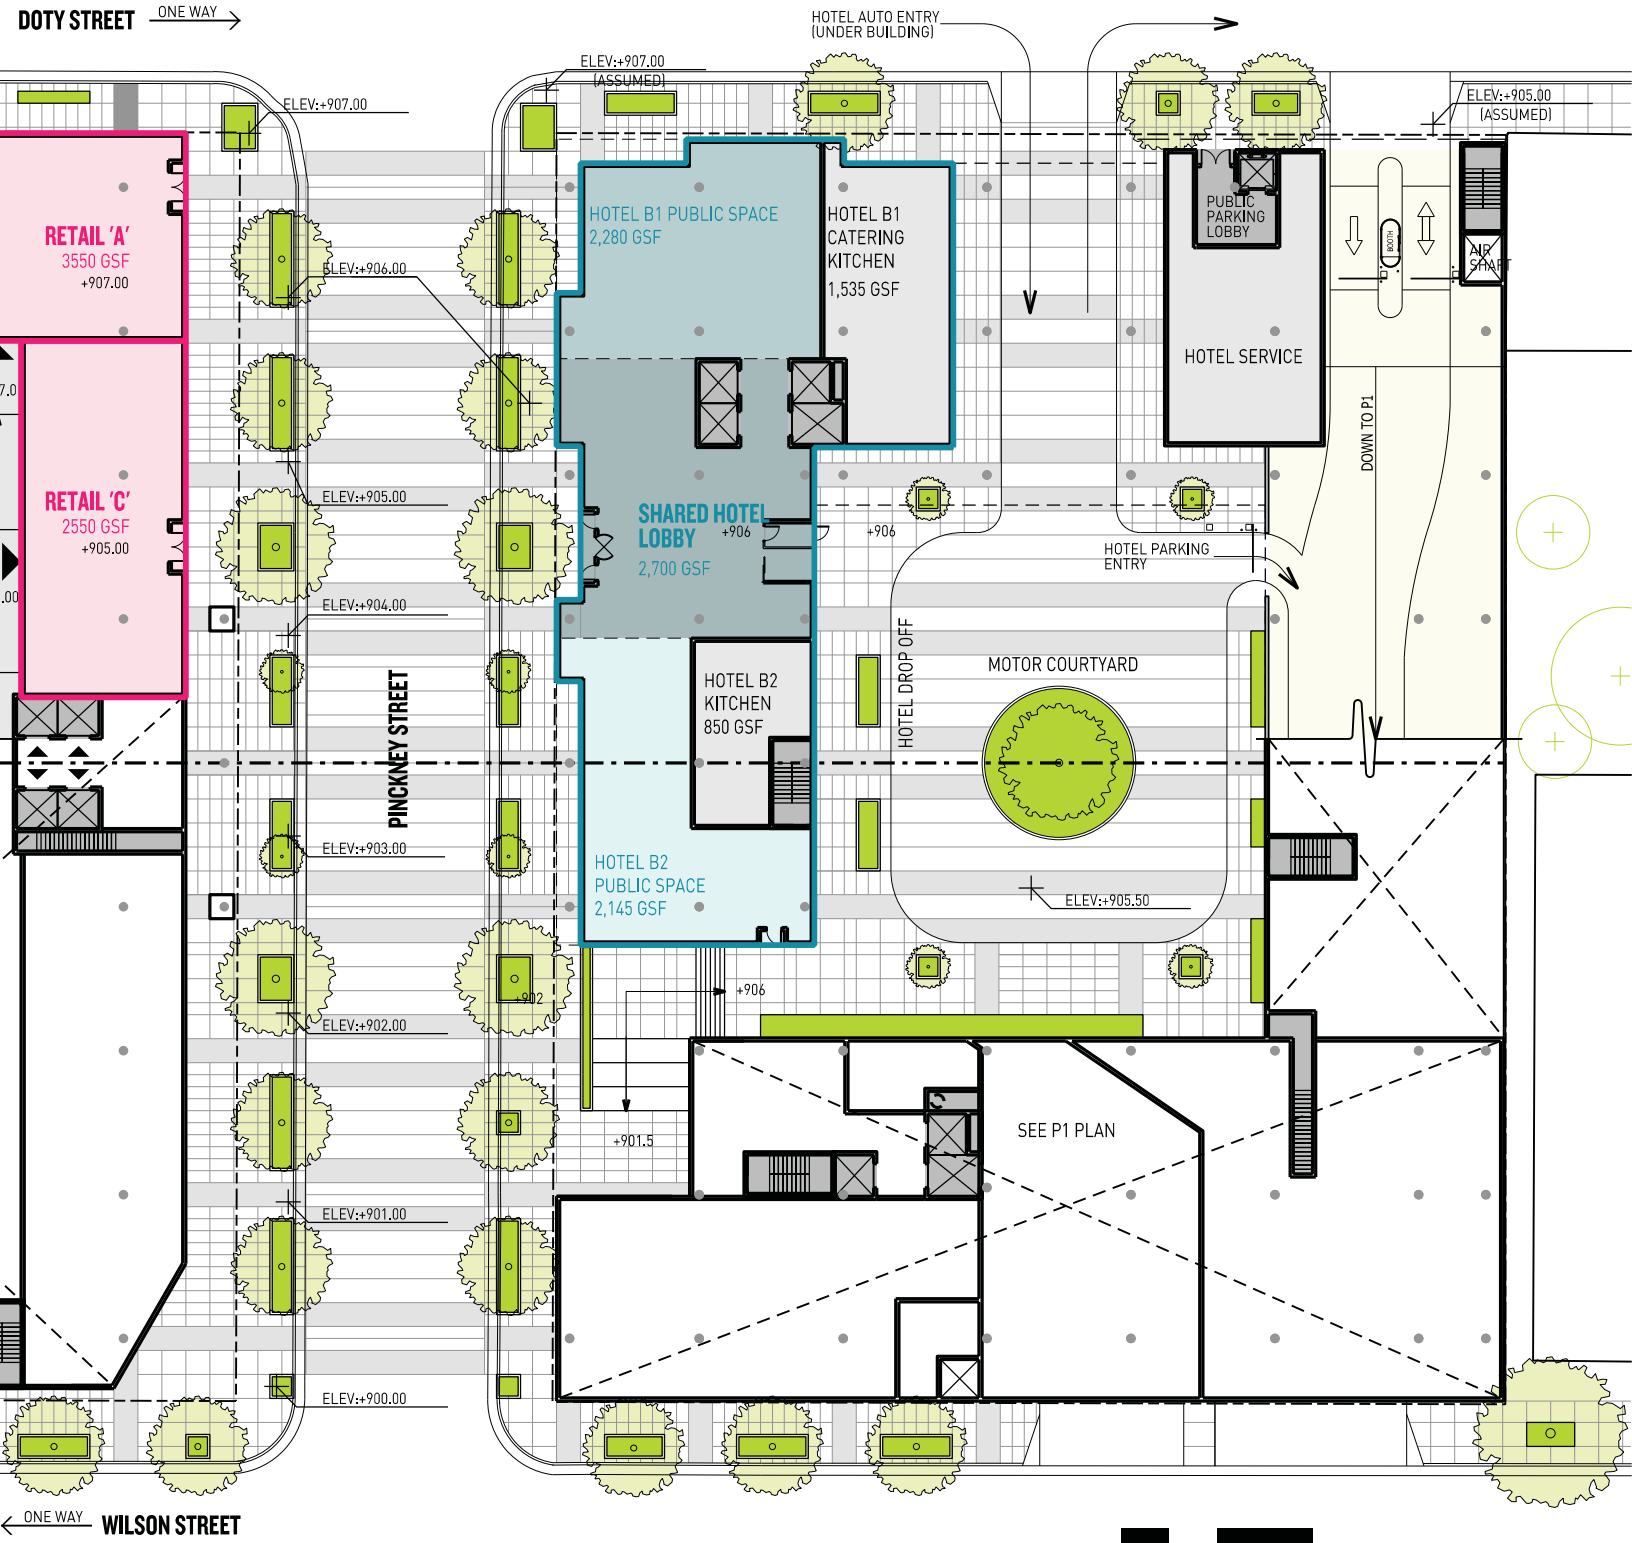 DOTY STREET
ONE WAY
HOTEL AUTO ENTRY
(UNDER BUILDING)
ELEV:+907.00
(ASSUMED)
ELEV:+907.00
ELEV:+905.00
(ASSUMED)
RETAIL 'A'
3550 GSF
+907.00
HOTEL B1 PUBLIC SPACE
2,280 GSF
HOTEL B1
CATERING
KITCHEN
1,535 GSF
PUBLIC
PARKING
LOBBY
BOOTH
AIR
SHAFT
ELEV:+906.00
HOTEL SERVICE
DOWN TO P1
RETAIL 'C'
2550 GSF
+905.00
ELEV:+905.00
SHARED HOTEL
LOBBY
2,700 GSF
+906
+906
HOTEL PARKING
ENTRY
ELEV:+904.00
HOTEL DROP OFF
MOTOR COURTYARD
PINCKNEY STREET
HOTEL B2
KITCHEN
850 GSF
ELEV:+903.00
HOTEL B2
PUBLIC SPACE
2,145 GSF
ELEV:+905.50
+902
+906
ELEV:+902.00
+901.5
SEE P1 PLAN
ELEV:+901.00
ELEV:+900.00
ONE WAY
WILSON STREET